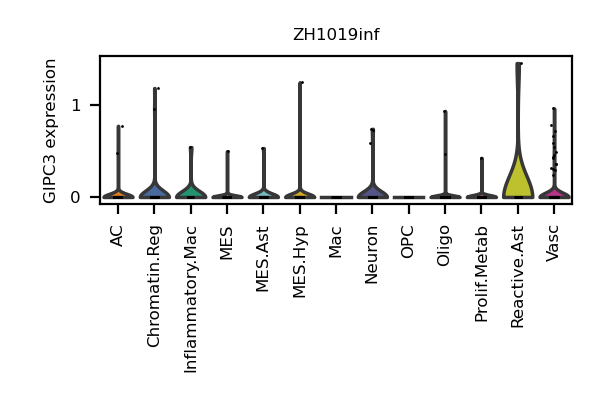 ZH1019inf
GIPC3 expression
1
0
AC
Chromatin.Reg
Inflammatory.Mac
MES
MES.Ast
MES.Hyp
Mac
Neuron
OPC
Oligo
Prolif.Metab
Reactive.Ast
Vasc